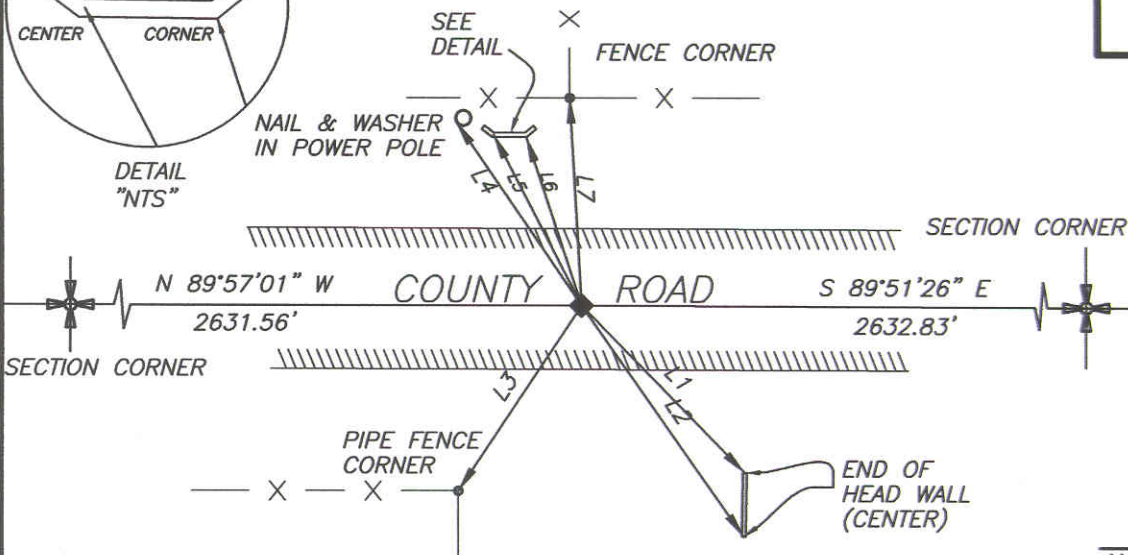 CENTER
CORNER
DETAIL
"NTS"
SEE
DETAIL
X
FENCE CORNER
X
X
NAIL & WASHER
IN POWER POLE
L4
L5
L6
L7
SECTION CORNER
N 89°57'01" W
2631.56'
COUNTY ROAD
S 89°51'26" E
2632.83'
SECTION CORNER
L3
L1
L2
PIPE FENCE
CORNER
X
X
END OF
HEAD WALL
(CENTER)